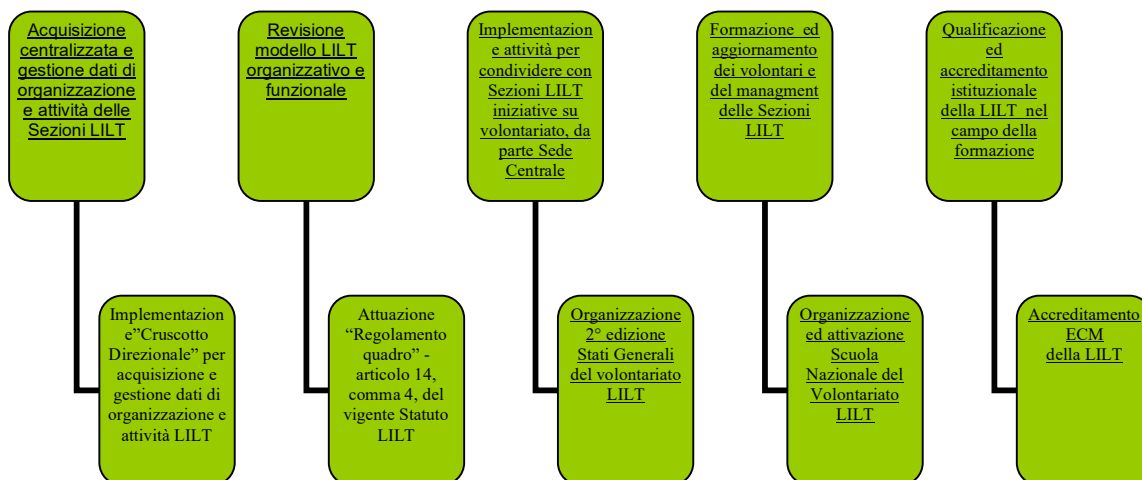 Acquisizione
centralizzata e
gestione dati di
organizzazione
e attività delle
Sezioni LILT
Revisione
modello LILT
organizzativo e
funzionale
Implementazion
e attività per
condividere con
Sezioni LILT
iniziative su
volontariato, da
parte Sede
Centrale
Formazione ed
aggiornamento
dei volontari e
del managment
delle Sezioni
LILT
Qualificazione
ed
accreditamento
istituzionale
della LILT nel
campo della
formazione
Implementazion
e”Cruscotto
Direzionale” per
acquisizione e
gestione dati di
organizzazione e
attività LILT
Attuazione
“Regolamento
quadro” -
articolo 14,
comma 4, del
vigente Statuto
LILT
Organizzazione
2° edizione
Stati Generali
del volontariato
LILT
Organizzazione
ed attivazione
Scuola
Nazionale del
Volontariato
LILT
Accreditamento
ECM
della LILT